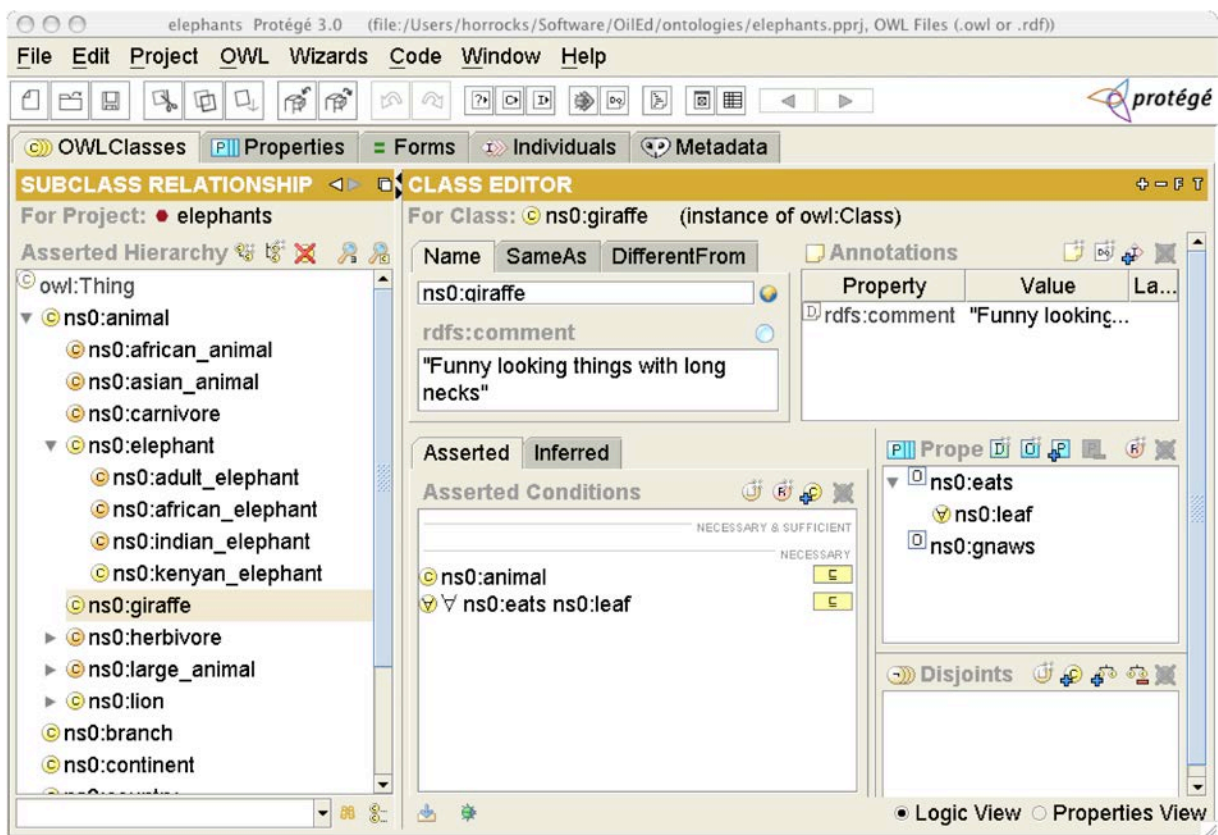 elephants Protégé 3.0 (file:/Users/horrocks/Software/OilEd/ontologies/elephants.pprj, OWL Files (.owl or .rdf))
File Edit Project OWL Wizards Code Window Help
protégé
OWLClasses Properties Forms Individuals Metadata
SUBCLASS RELATIONSHIP
For Project: elephants
Asserted Hierarchy
owl:Thing
ns0:animal
ns0:african_animal
ns0:asian_animal
ns0:carnivore
ns0:elephant
ns0:adult_elephant
ns0:african_elephant
ns0:indian_elephant
ns0:kenyan_elephant
ns0:giraffe
ns0:herbivore
ns0:large_animal
ns0:lion
ns0:branch
ns0:continent
CLASS EDITOR
For Class: ns0:giraffe (instance of owl:Class)
Name SameAs DifferentFrom
ns0:giraffe
rdfs:comment
"Funny looking things with long
necks"
Annotations
Property Value La...
rdfs:comment "Funny looking...
Asserted Inferred
Asserted Conditions
NECESSARY & SUFFICIENT
NECESSARY
ns0:animal
∀ ns0:eats ns0:leaf
Prope
ns0:eats
ns0:leaf
ns0:gnaws
Disjoints
Logic View Properties View